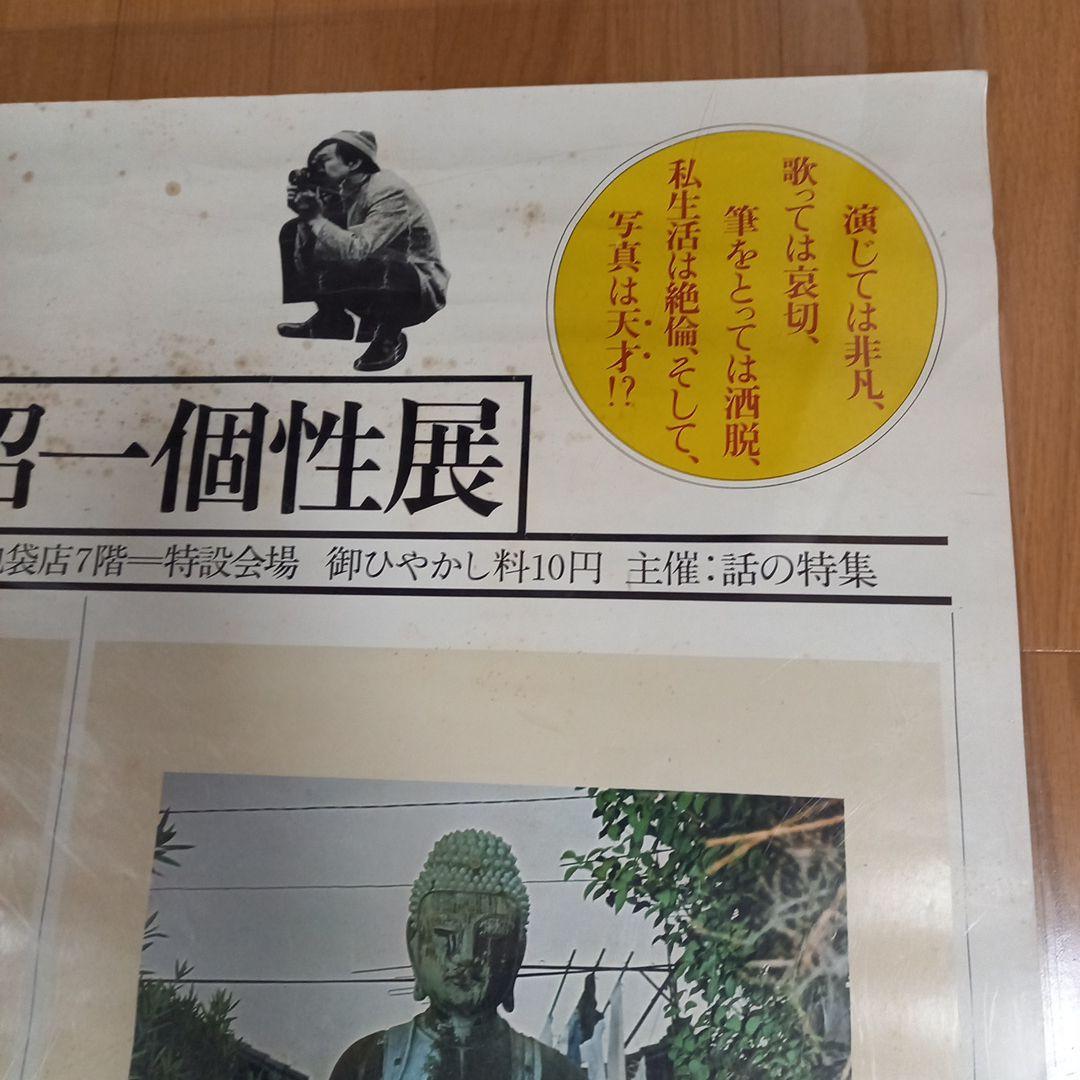 演じては非凡、
歌っては哀切、
筆をとっては洒脱、
私生活は絶倫、そして、
写真は天才!?
一個性展
袋店7階＝特設会場 御ひやかし料10円 主催:話の特集